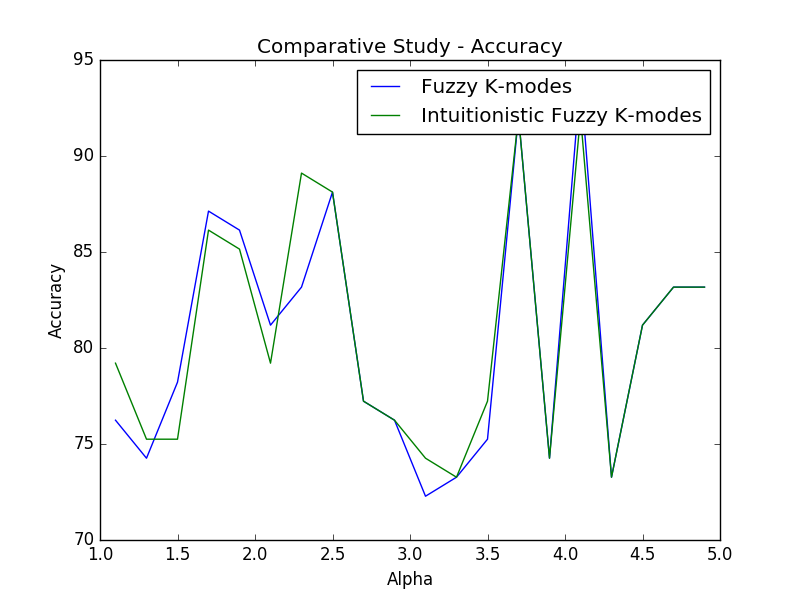 Comparative Study - Accuracy
Fuzzy K-modes
Intuitionistic Fuzzy K-modes
Accuracy
95
90
85
80
75
70
1.0 1.5 2.0 2.5 3.0 3.5 4.0 4.5 5.0
Alpha